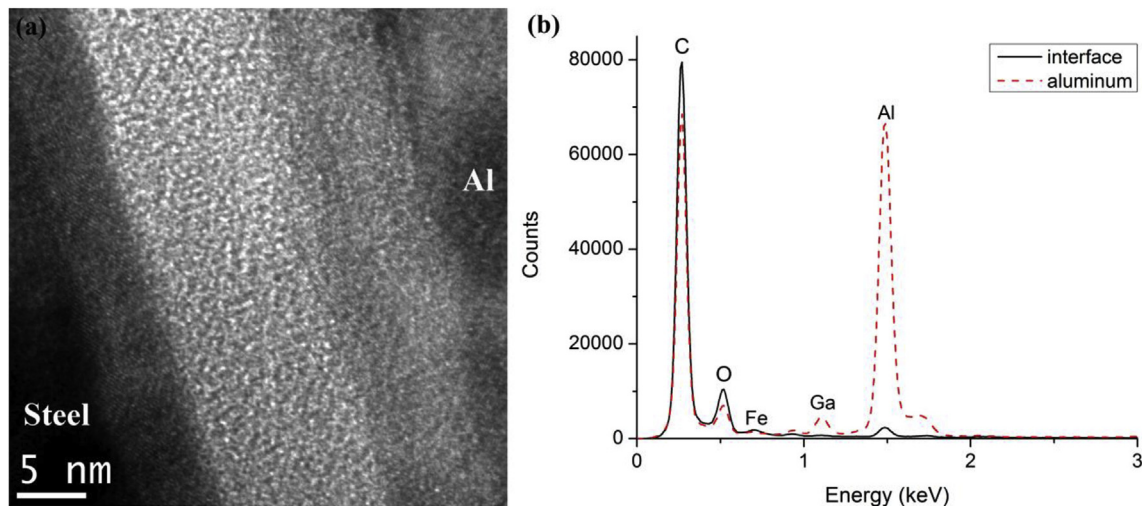 (a)
Al
Steel
5 nm
(b)
interface
aluminum
C
Al
O
Fe
Ga
80000
60000
40000
20000
0
Counts
0
1
2
3
Energy (keV)